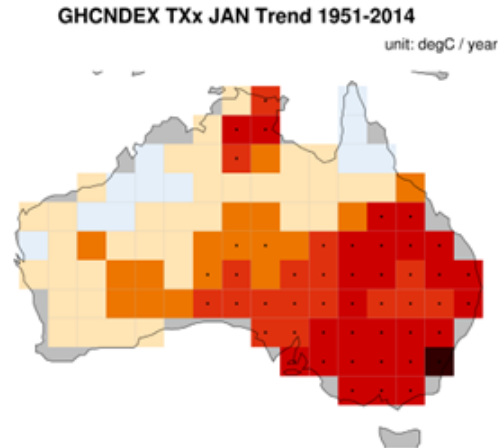 GHCNDEX TXx JAN Trend 1951-2014
unit: degC / year